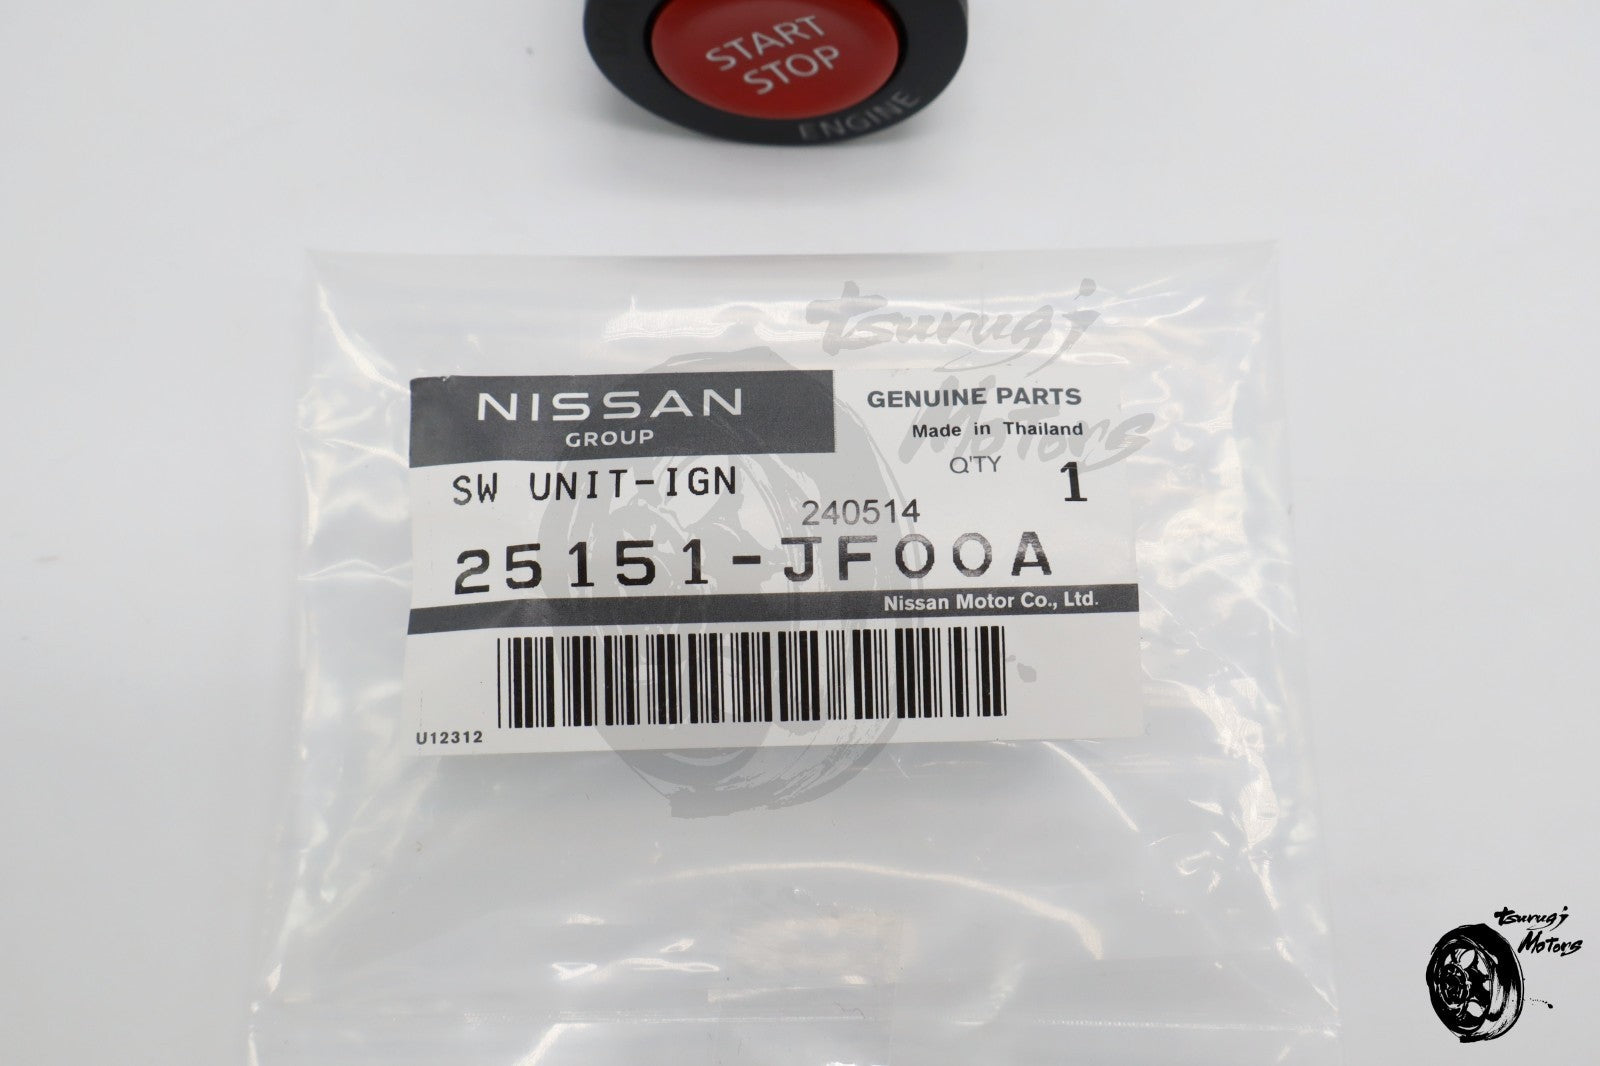 START
STOP
ENGINE
tsurugi
Motors
NISSAN
GROUP
GENUINE PARTS
Made in Thailand
Q'TY 1
SW UNIT-IGN
240514
25151-JF00A
Nissan Motor Co., Ltd.
U12312
tsurugi
Motors